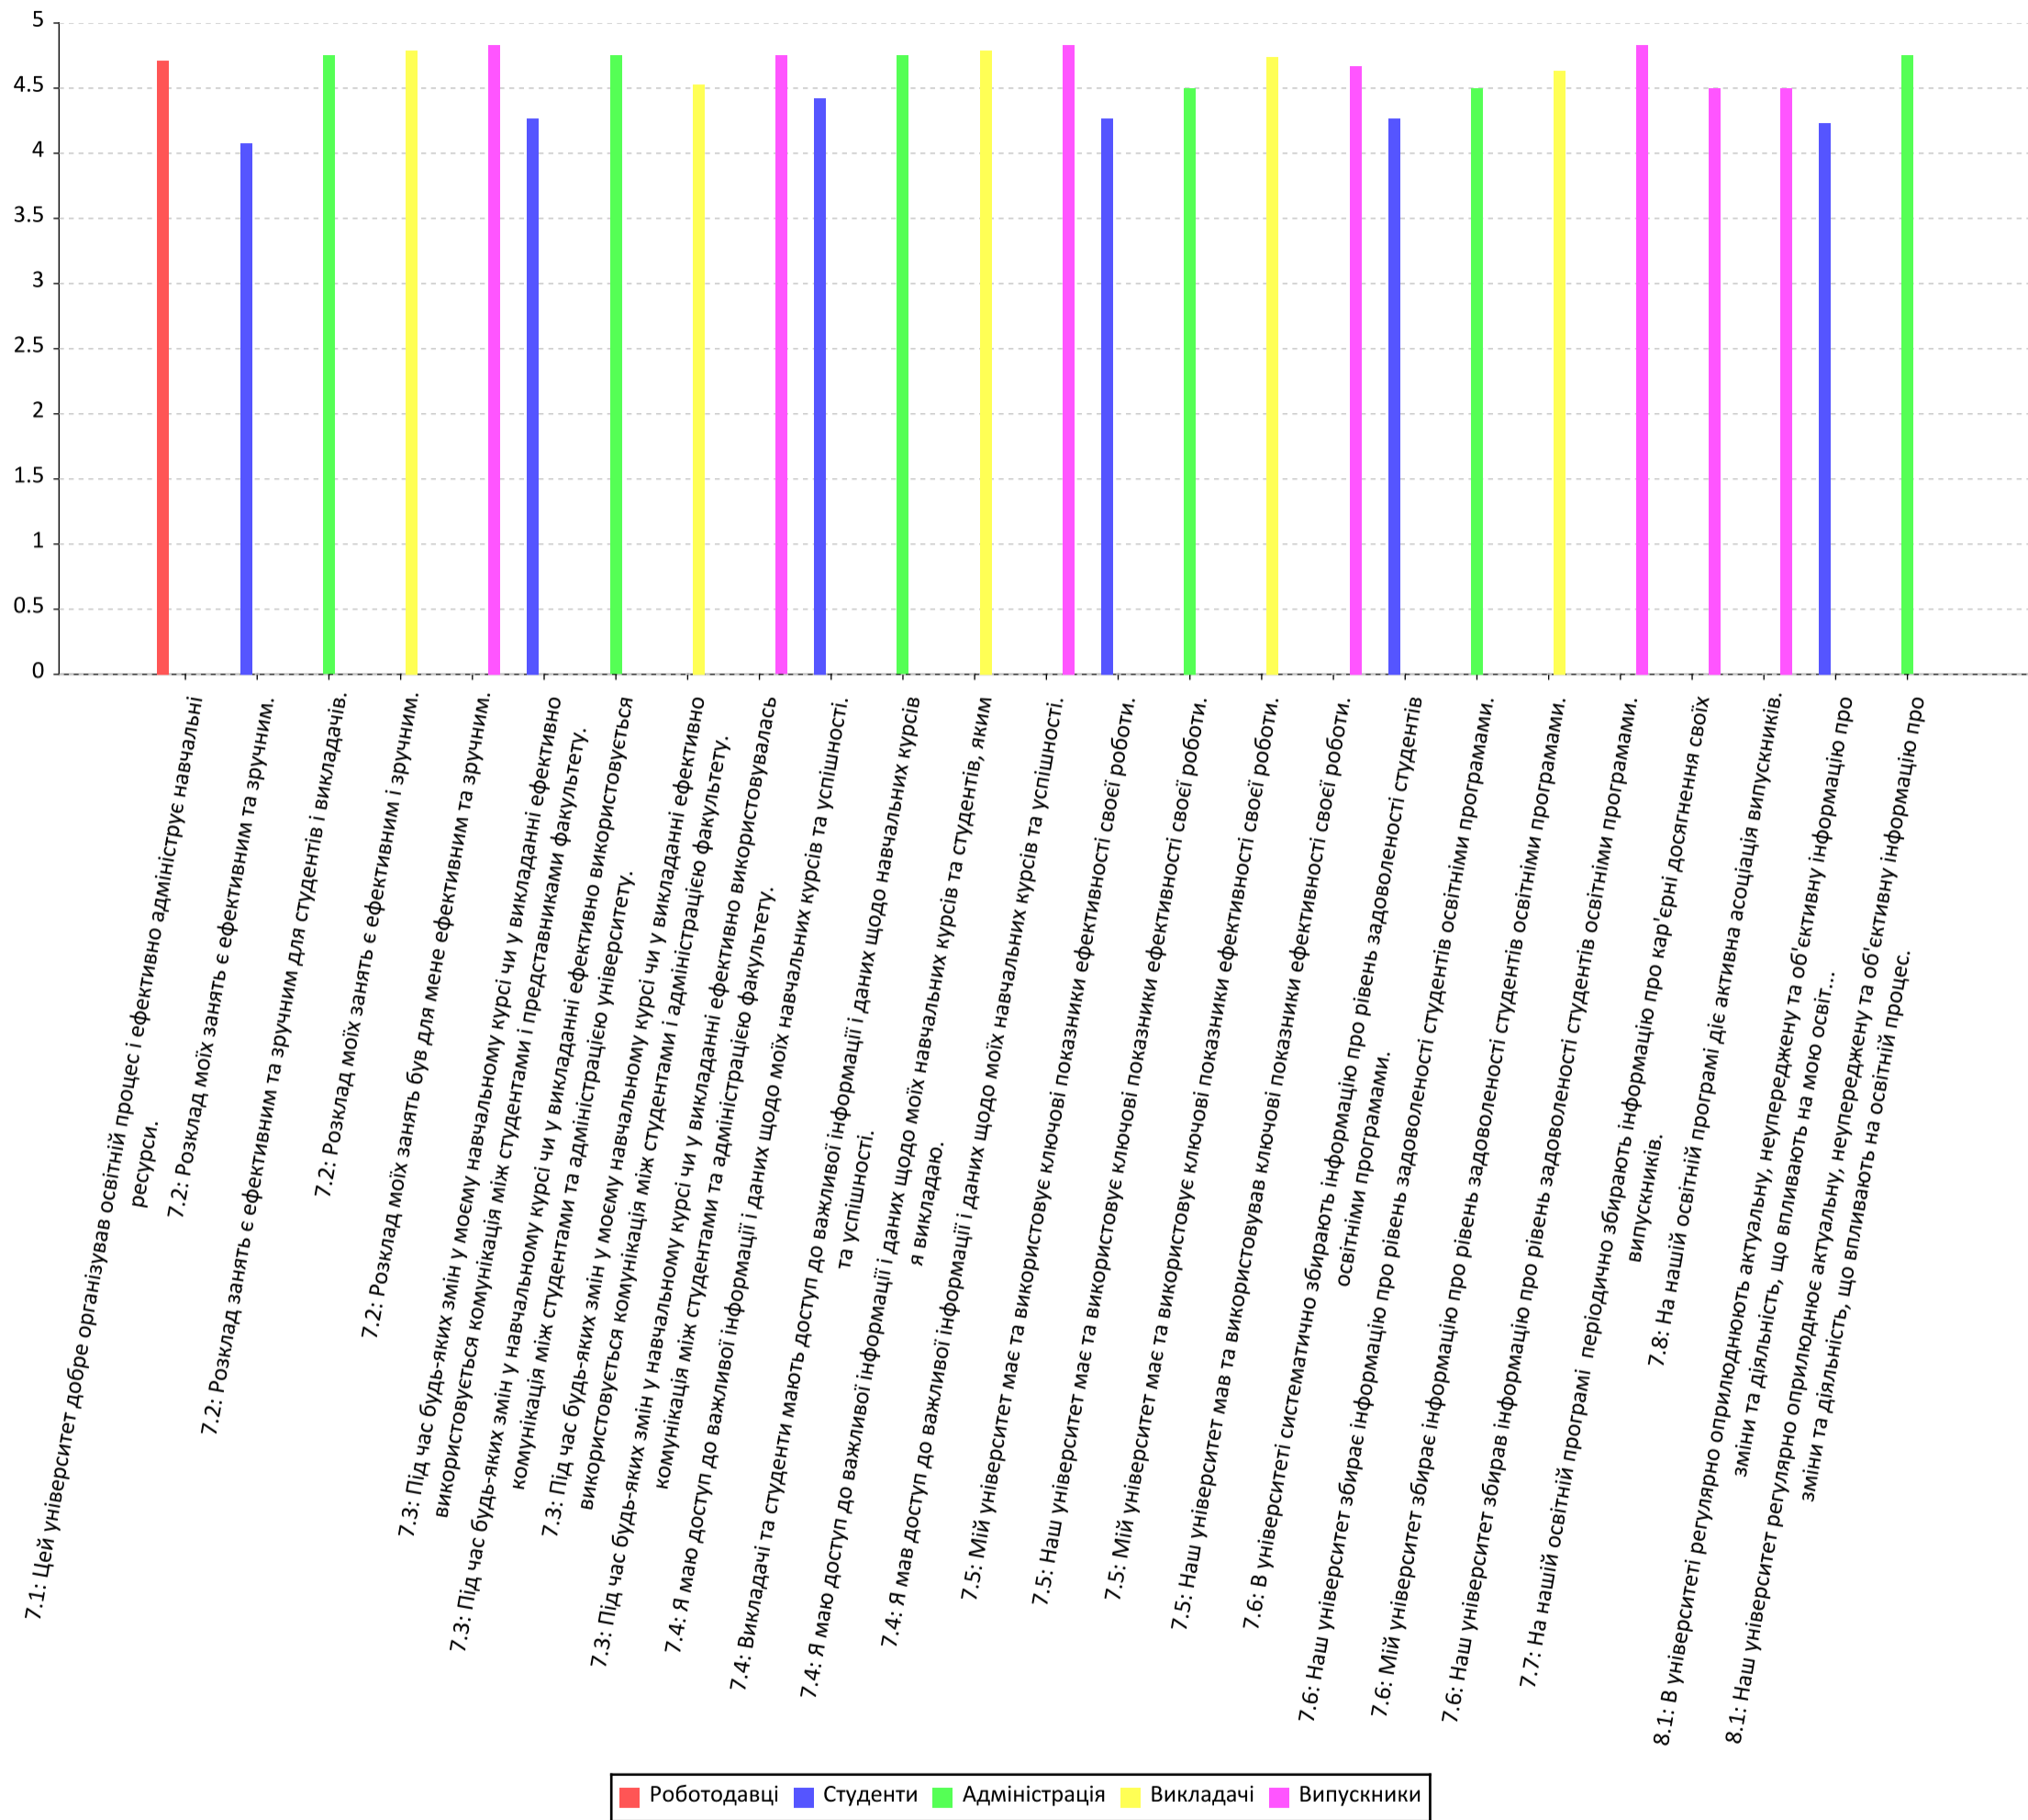 5
4.5
4
3.5
3
2.5
2
1.5
1
0.5
0
7.1: Цей університет добре організував освітній процес і ефективно адмініструє навчальні
ресурси.
7.2: Розклад моїх занять є ефективним та зручним.
7.2: Розклад занять є ефективним та зручним для студентів і викладачів.
7.2: Розклад моїх занять є ефективним і зручним.
7.2: Розклад моїх занять був для мене ефективним та зручним.
7.3: Під час будь-яких змін у моєму навчальному курсі чи у викладанні ефективно
використовується комунікація між студентами і представниками факультету.
7.3: Під час будь-яких змін у навчальному курсі чи у викладанні ефективно використовується
комунікація між студентами та адміністрацією університету.
7.3: Під час будь-яких змін у моєму навчальному курсі чи у викладанні ефективно
використовується комунікація між студентами і адміністрацією факультету.
7.3: Під час будь-яких змін у навчальному курсі чи у викладанні ефективно використовувалась
комунікація між студентами та адміністрацією факультету.
7.4: Я маю доступ до важливої інформації і даних щодо моїх навчальних курсів та успішності.
7.4: Викладачі та студенти мають доступ до важливої інформації і даних щодо навчальних курсів
та успішності.
7.4: Я маю доступ до важливої інформації і даних щодо моїх навчальних курсів та студентів, яким
я викладаю.
7.4: Я мав доступ до важливої інформації і даних щодо моїх навчальних курсів та успішності.
7.5: Мій університет має та використовує ключові показники ефективності своєї роботи.
7.5: Наш університет має та використовує ключові показники ефективності своєї роботи.
7.5: Мій університет має та використовує ключові показники ефективності своєї роботи.
7.5: Наш університет мав та використовував ключові показники ефективності своєї роботи.
7.6: В університеті систематично збирають інформацію про рівень задоволеності студентів
освітніми програмами.
7.6: Наш університет збирає інформацію про рівень задоволеності студентів освітніми програмами.
7.6: Мій університет збирає інформацію про рівень задоволеності студентів освітніми програмами.
7.6: Наш університет збирав інформацію про рівень задоволеності студентів освітніми програмами.
7.7: На нашій освітній програмі періодично збирають інформацію про кар'єрні досягнення своїх
випускників.
7.8: На нашій освітній програмі діє активна асоціація випускників.
8.1: В університеті регулярно оприлюднюють актуальну, неупереджену та об'єктивну інформацію про
зміни та діяльність, що впливають на мою освіт...
8.1: Наш університет регулярно оприлюднює актуальну, неупереджену та об'єктивну інформацію про
зміни та діяльність, що впливають на освітній процес.
Роботодавці Студенти Адміністрація Викладачі Випускники